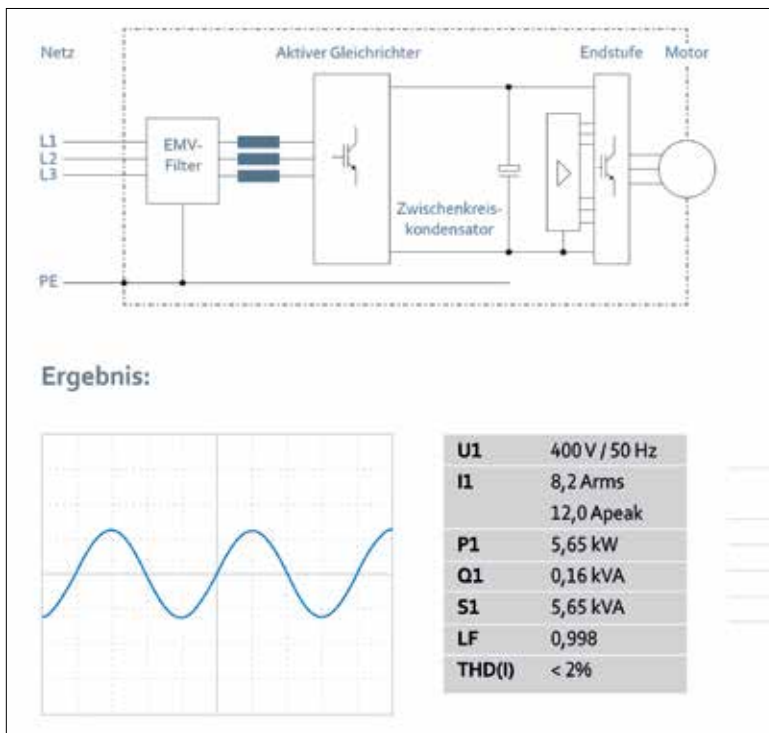 Netz
Aktiver Gleichrichter
Endstufe
Motor
L1
L2
L3
EMV-
Filter
Zwischenkreis-
kondensator
PE
Ergebnis:
U1 400 V / 50 Hz
I1 8,2 Arms
12,0 Apeak
P1 5,65 kW
Q1 0,16 kVA
S1 5,65 kVA
LF 0,998
THD(I) < 2%